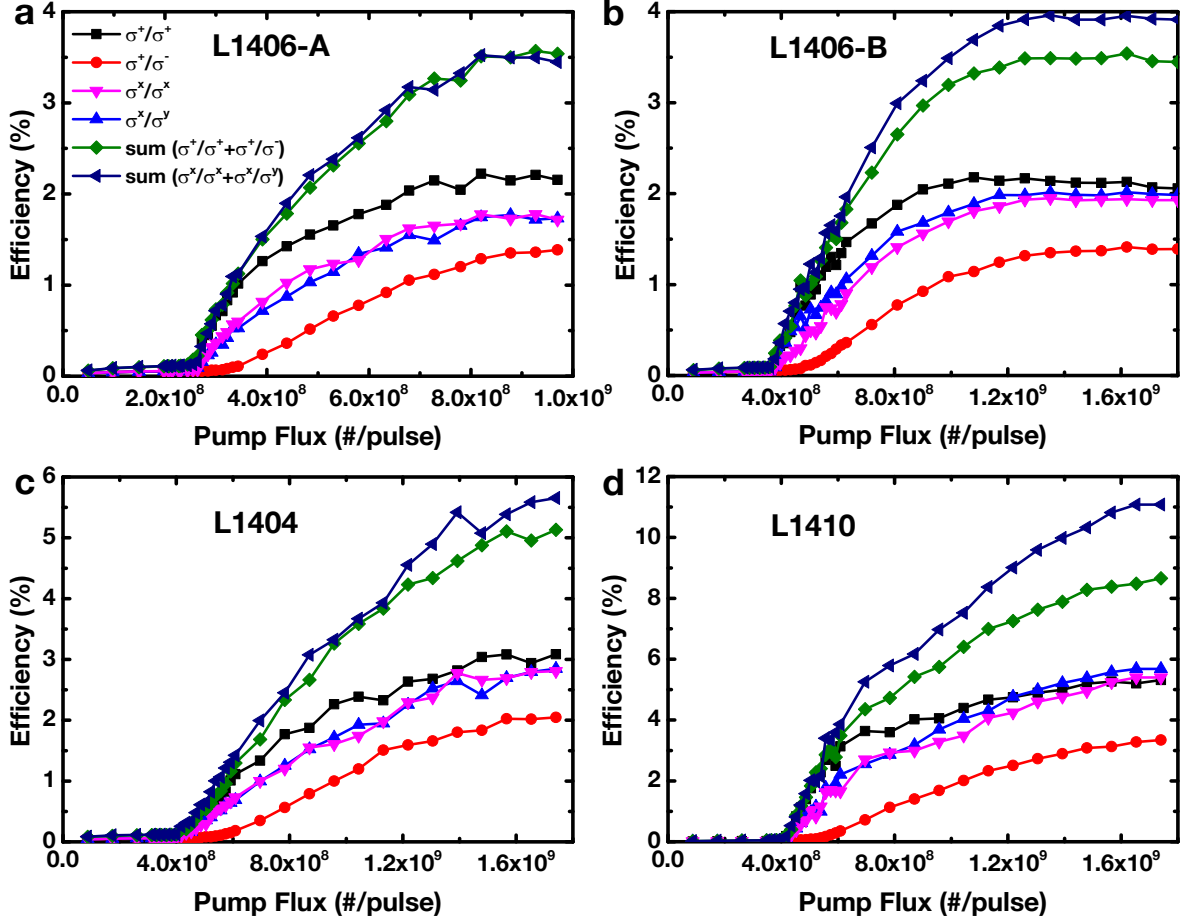 a
L1406-A
σ⁺/σ⁺
σ⁺/σ⁻
σˣ/σˣ
σˣ/σʸ
sum (σ⁺/σ⁺+σ⁺/σ⁻)
sum (σˣ/σˣ+σˣ/σʸ)
4
3
2
1
0
Efficiency (%)
0.0 2.0x10⁸ 4.0x10⁸ 6.0x10⁸ 8.0x10⁸ 1.0x10⁹
Pump Flux (#/pulse)
b
L1406-B
4
3
2
1
0
Efficiency (%)
0.0 4.0x10⁸ 8.0x10⁸ 1.2x10⁹ 1.6x10⁹
Pump Flux (#/pulse)
c
L1404
6
5
4
3
2
1
0
Efficiency (%)
0.0 4.0x10⁸ 8.0x10⁸ 1.2x10⁹ 1.6x10⁹
Pump Flux (#/pulse)
d
L1410
12
10
8
6
4
2
0
Efficiency (%)
0.0 4.0x10⁸ 8.0x10⁸ 1.2x10⁹ 1.6x10⁹
Pump Flux (#/pulse)